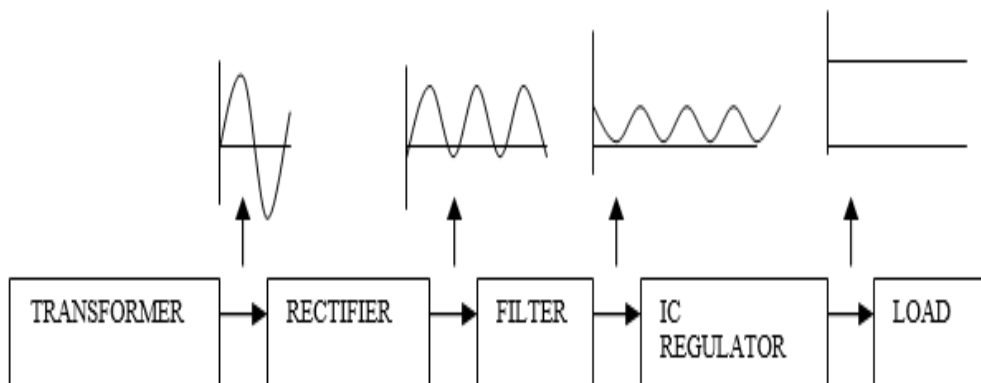 TRANSFORMER
RECTIFIER
FILTER
IC
REGULATOR
LOAD